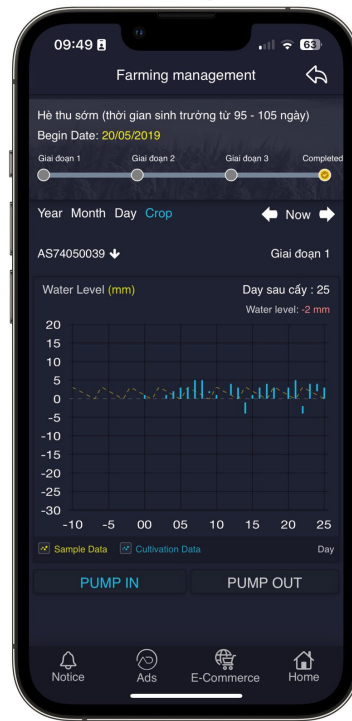 09:49
63
Farming management
Hè thu sớm (thời gian sinh trưởng từ 95 - 105 ngày)
Begin Date: 20/05/2019
Giai đoạn 1 Giai đoạn 2 Giai đoạn 3 Completed
Year Month Day Crop Now
AS74050039 Giai đoạn 1
Water Level (mm) Day sau cấy : 25
Water level: -2 mm
20
15
10
5
0
-5
-10
-15
-20
-25
-30
-10 -5 00 05 10 15 20 25
Sample Data Cultivation Data Day
PUMP IN PUMP OUT
Notice Ads E-Commerce Home